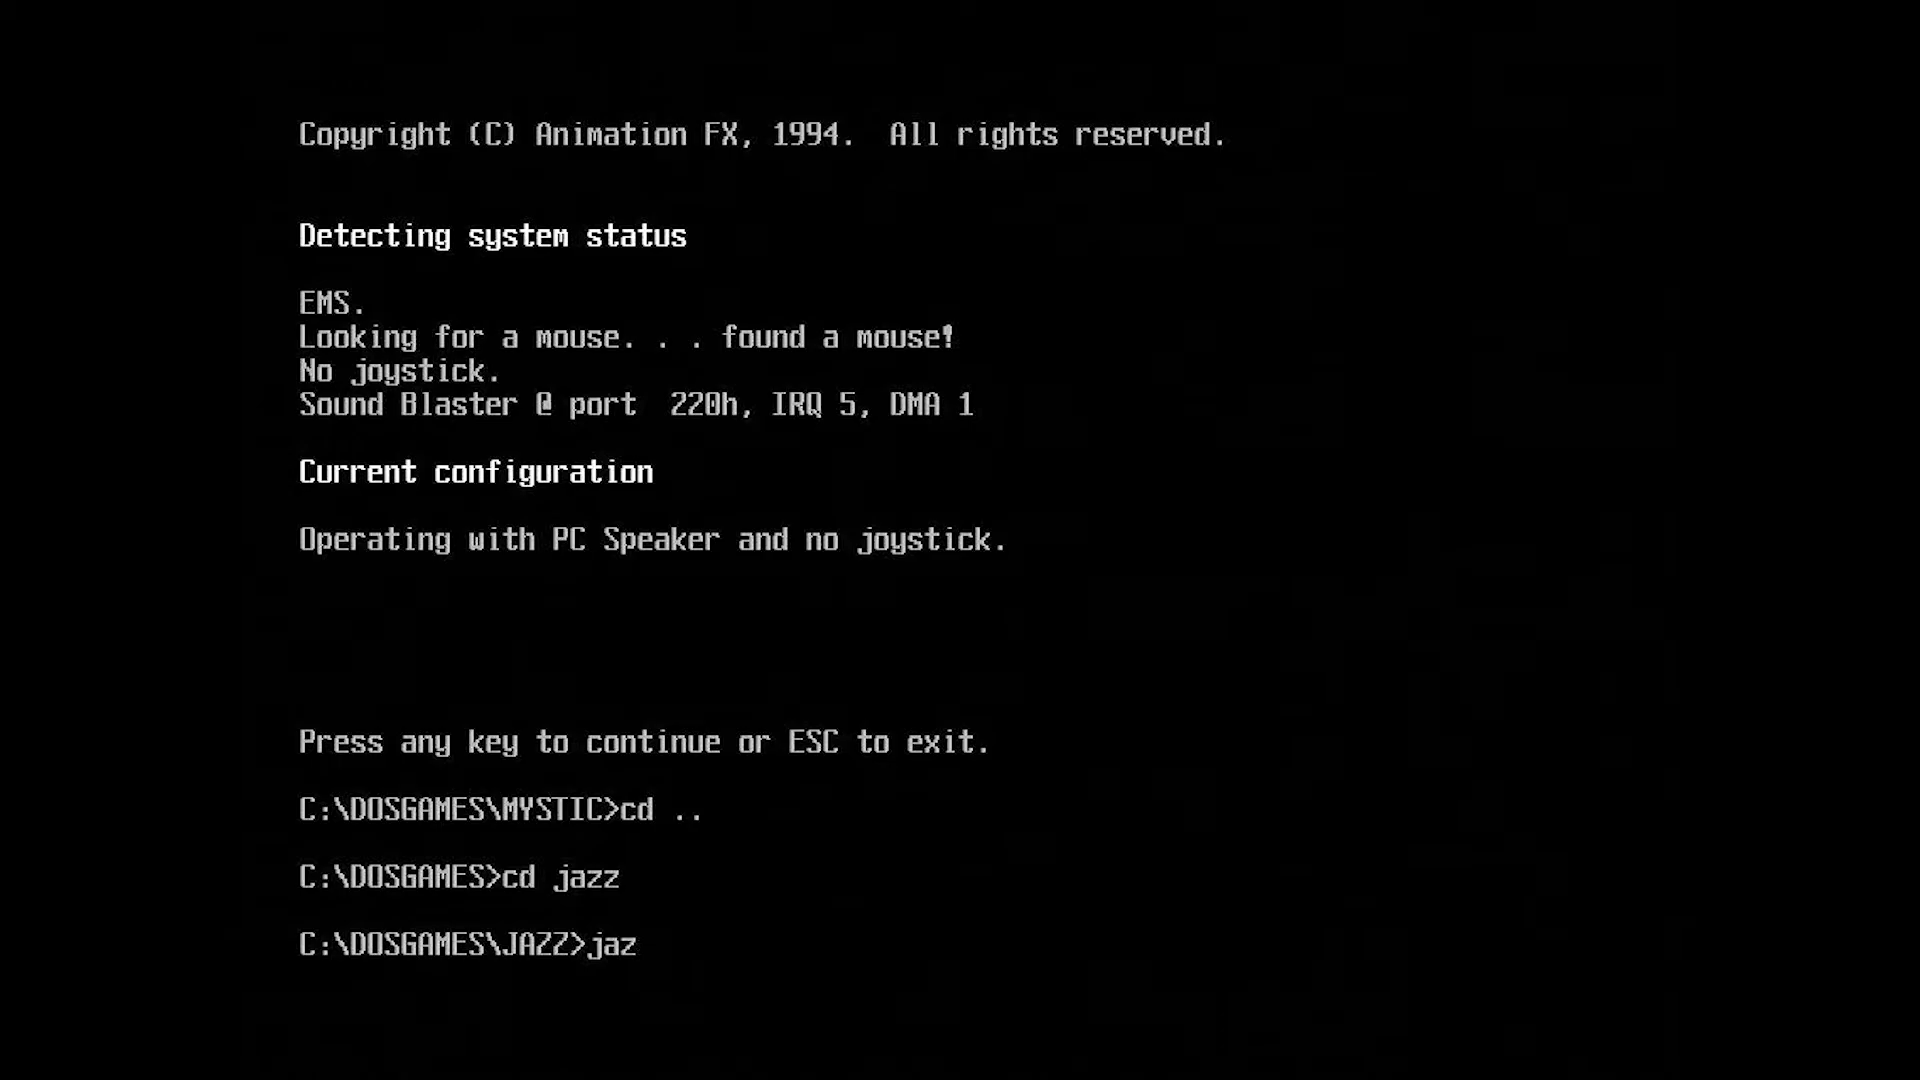 Copyright (C) Animation FX, 1994.  All rights reserved.
Detecting system status
EMS.
Looking for a mouse. . . found a mouse!
No joystick.
Sound Blaster @ port  220h, IRQ 5, DMA 1
Current configuration
Operating with PC Speaker and no joystick.
Press any key to continue or ESC to exit.
C:\DOSGAMES\MYSTIC>cd ..
C:\DOSGAMES>cd jazz
C:\DOSGAMES\JAZZ>jaz